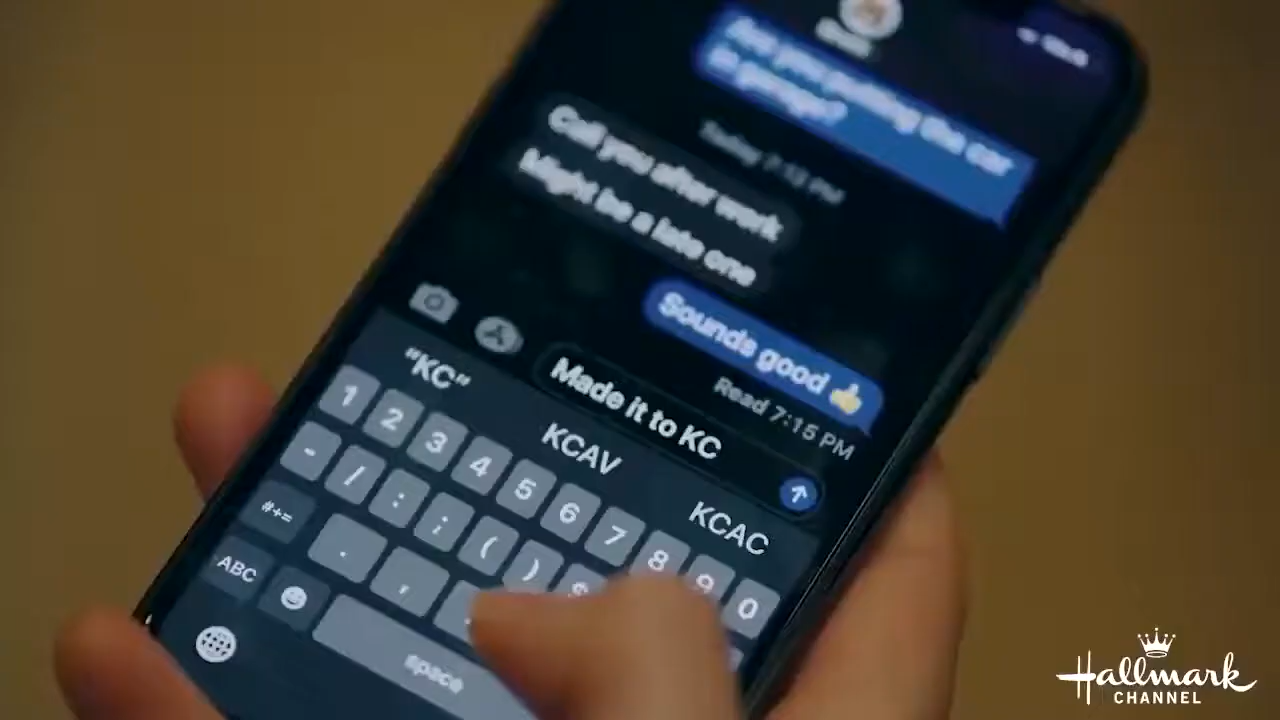 Are you putting the car
in garage?
Today 7:12 PM
Call you after work
Might be a late one
Sounds good 👍
Read 7:15 PM
Made it to KC
"KC"
KCAV
KCAC
1 2 3 4 5 6 7 8 9 0
- / : ; ( ) $
#+= . ,
ABC
space
Hallmark
CHANNEL